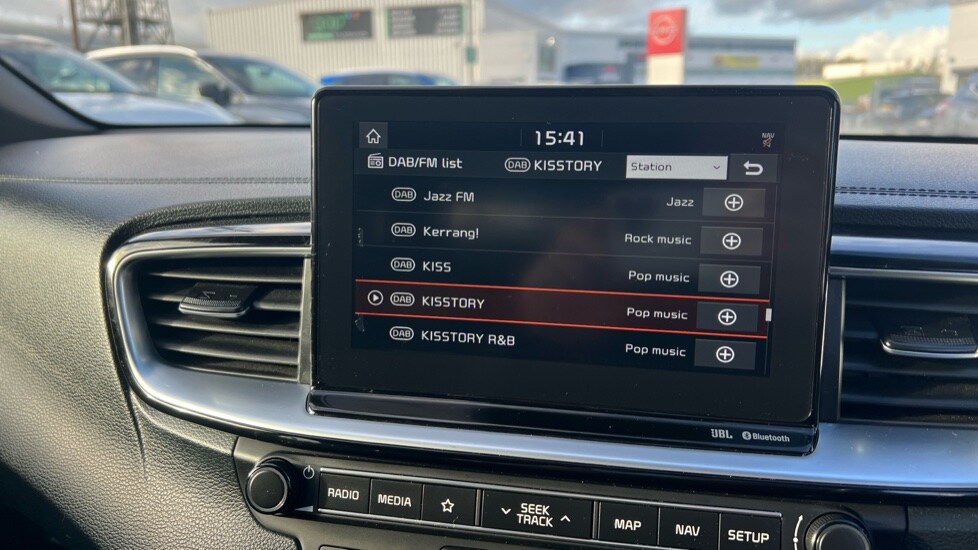 15:41
NAV
DAB/FM list DAB KISSTORY Station
DAB Jazz FM Jazz
DAB Kerrang! Rock music
DAB KISS Pop music
DAB KISSTORY Pop music
DAB KISSTORY R&B Pop music
JBL Bluetooth
RADIO MEDIA SEEK TRACK MAP NAV SETUP